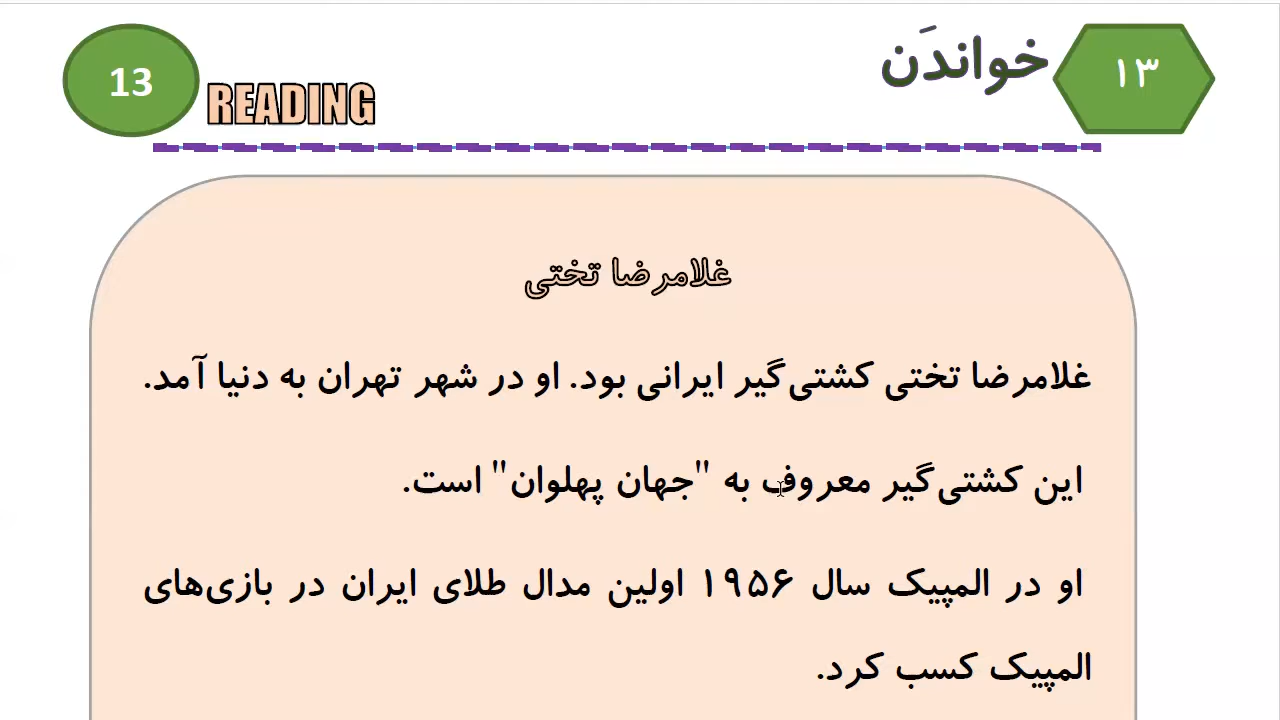 13
READING
خواندَن
۱۳
غلامرضا تختی
غلامرضا تختی کشتی‌گیر ایرانی بود. او در شهر تهران به دنیا آمد.
این کشتی‌گیر معروف به "جهان پهلوان" است.
او در المپیک سال ۱۹۵۶ اولین مدال طلای ایران در بازی‌های
المپیک کسب کرد.